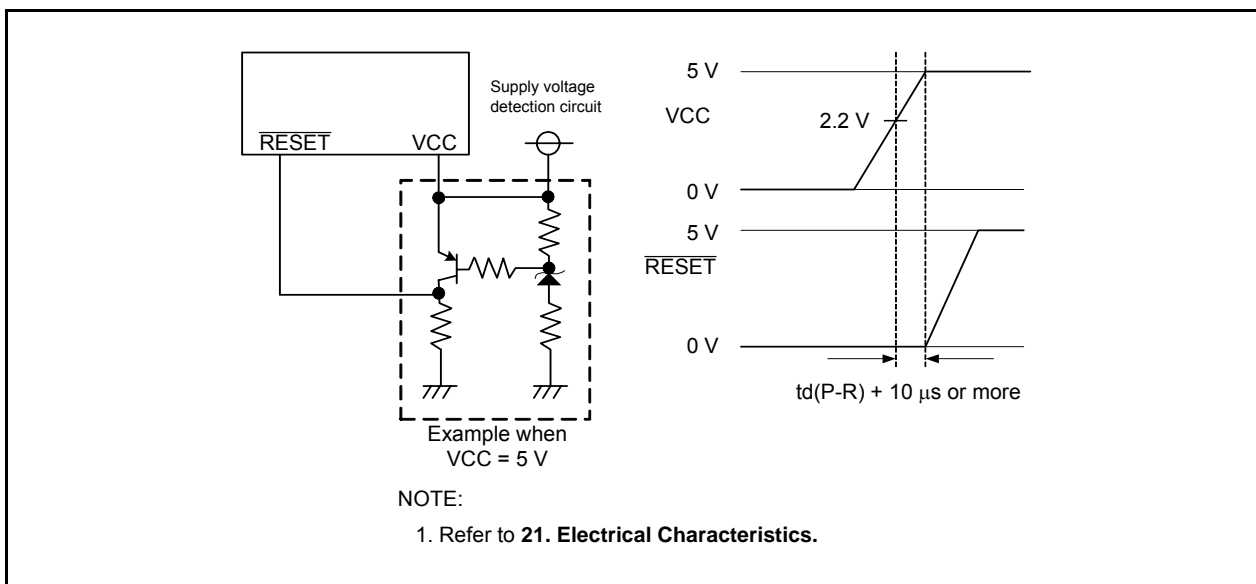 Supply voltage
detection circuit
RESET
VCC
Example when
VCC = 5 V
5 V
VCC
2.2 V
0 V
5 V
RESET
0 V
td(P-R) + 10 μs or more
NOTE:
1. Refer to 21. Electrical Characteristics.